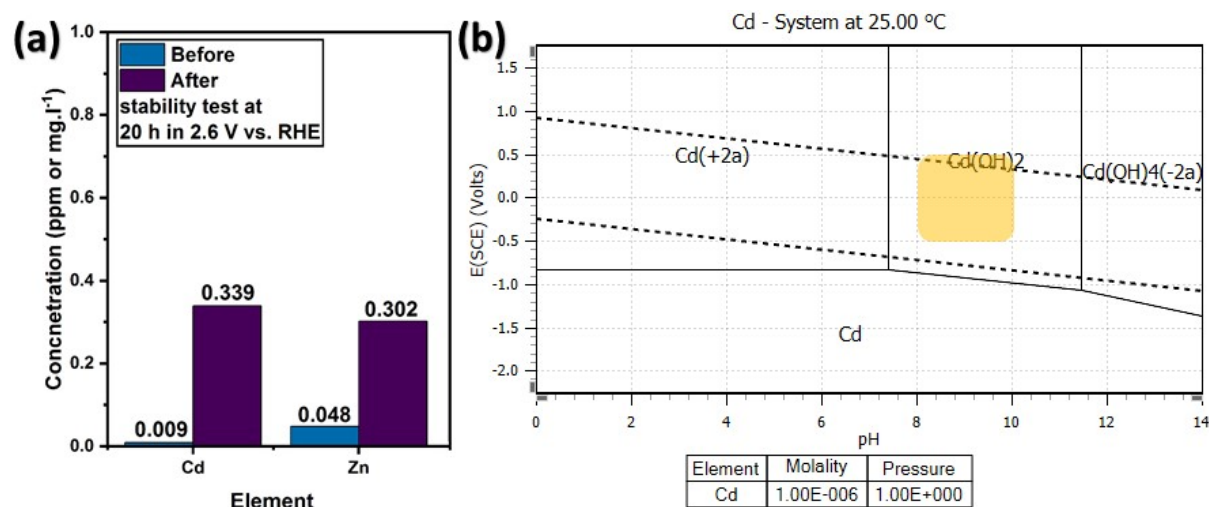 (a)
Concnetration (ppm or mg.l⁻¹)
1.0
0.8
0.6
0.4
0.2
0.0
Before
After
stability test at
20 h in 2.6 V vs. RHE
0.009
0.339
0.048
0.302
Cd
Zn
Element
(b)
Cd - System at 25.00 °C
E(SCE) (Volts)
1.5
1.0
0.5
0.0
-0.5
-1.0
-1.5
-2.0
Cd(+2a)
Cd(OH)2
Cd(OH)4(-2a)
Cd
0 2 4 6 8 10 12 14
pH
Element Molality Pressure
Cd 1.00E-006 1.00E+000